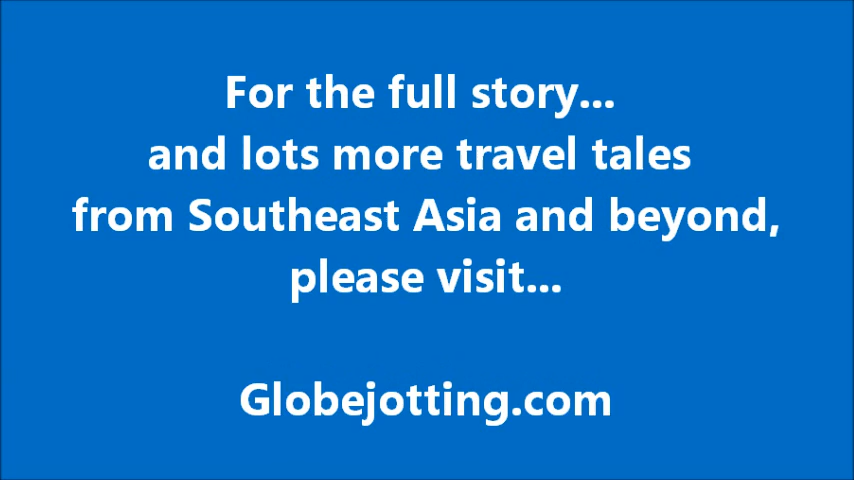 For the full story...
and lots more travel tales
from Southeast Asia and beyond,
please visit...
Globejotting.com